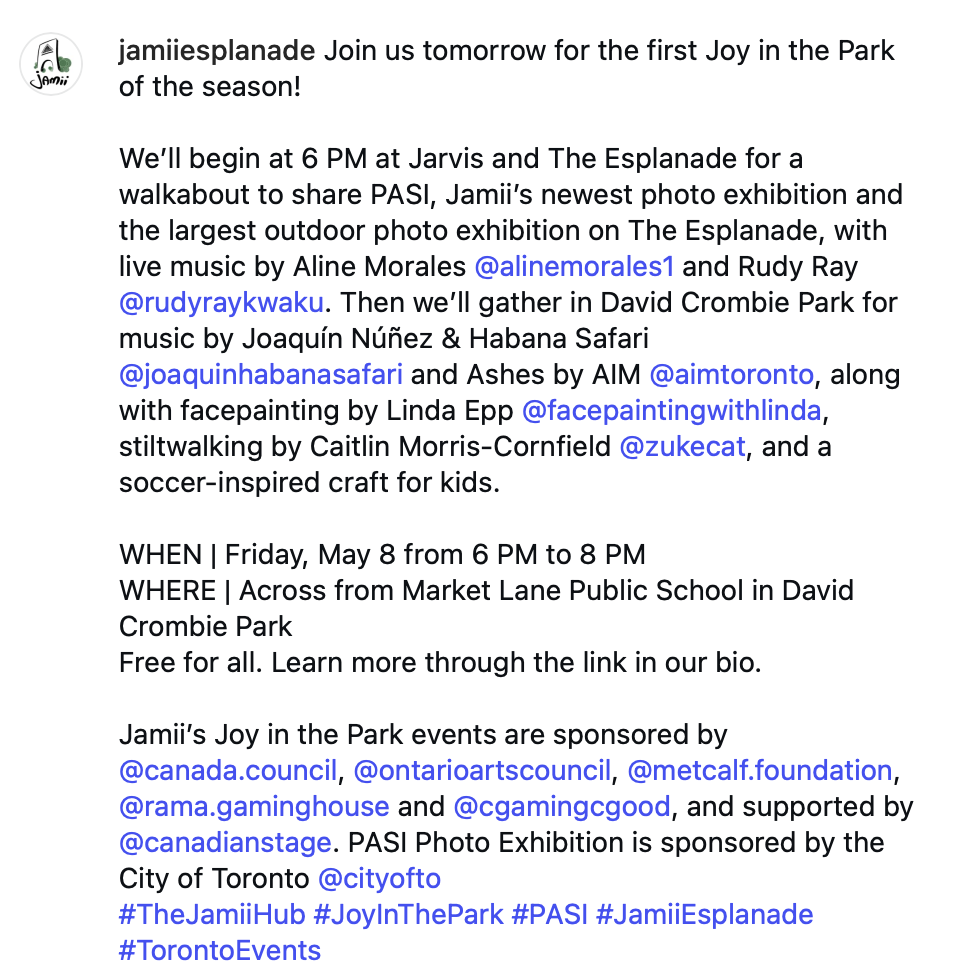 JAMii
jamiiesplanade Join us tomorrow for the first Joy in the Park
of the season!
We’ll begin at 6 PM at Jarvis and The Esplanade for a
walkabout to share PASI, Jamii’s newest photo exhibition and
the largest outdoor photo exhibition on The Esplanade, with
live music by Aline Morales @alinemorales1 and Rudy Ray
@rudyraykwaku. Then we’ll gather in David Crombie Park for
music by Joaquín Núñez & Habana Safari
@joaquinhabanasafari and Ashes by AIM @aimtoronto, along
with facepainting by Linda Epp @facepaintingwithlinda,
stiltwalking by Caitlin Morris-Cornfield @zukecat, and a
soccer-inspired craft for kids.
WHEN | Friday, May 8 from 6 PM to 8 PM
WHERE | Across from Market Lane Public School in David
Crombie Park
Free for all. Learn more through the link in our bio.
Jamii’s Joy in the Park events are sponsored by
@canada.council, @ontarioartscouncil, @metcalf.foundation,
@rama.gaminghouse and @cgamingcgood, and supported by
@canadianstage. PASI Photo Exhibition is sponsored by the
City of Toronto @cityofto
#TheJamiiHub #JoyInThePark #PASI #JamiiEsplanade
#TorontoEvents